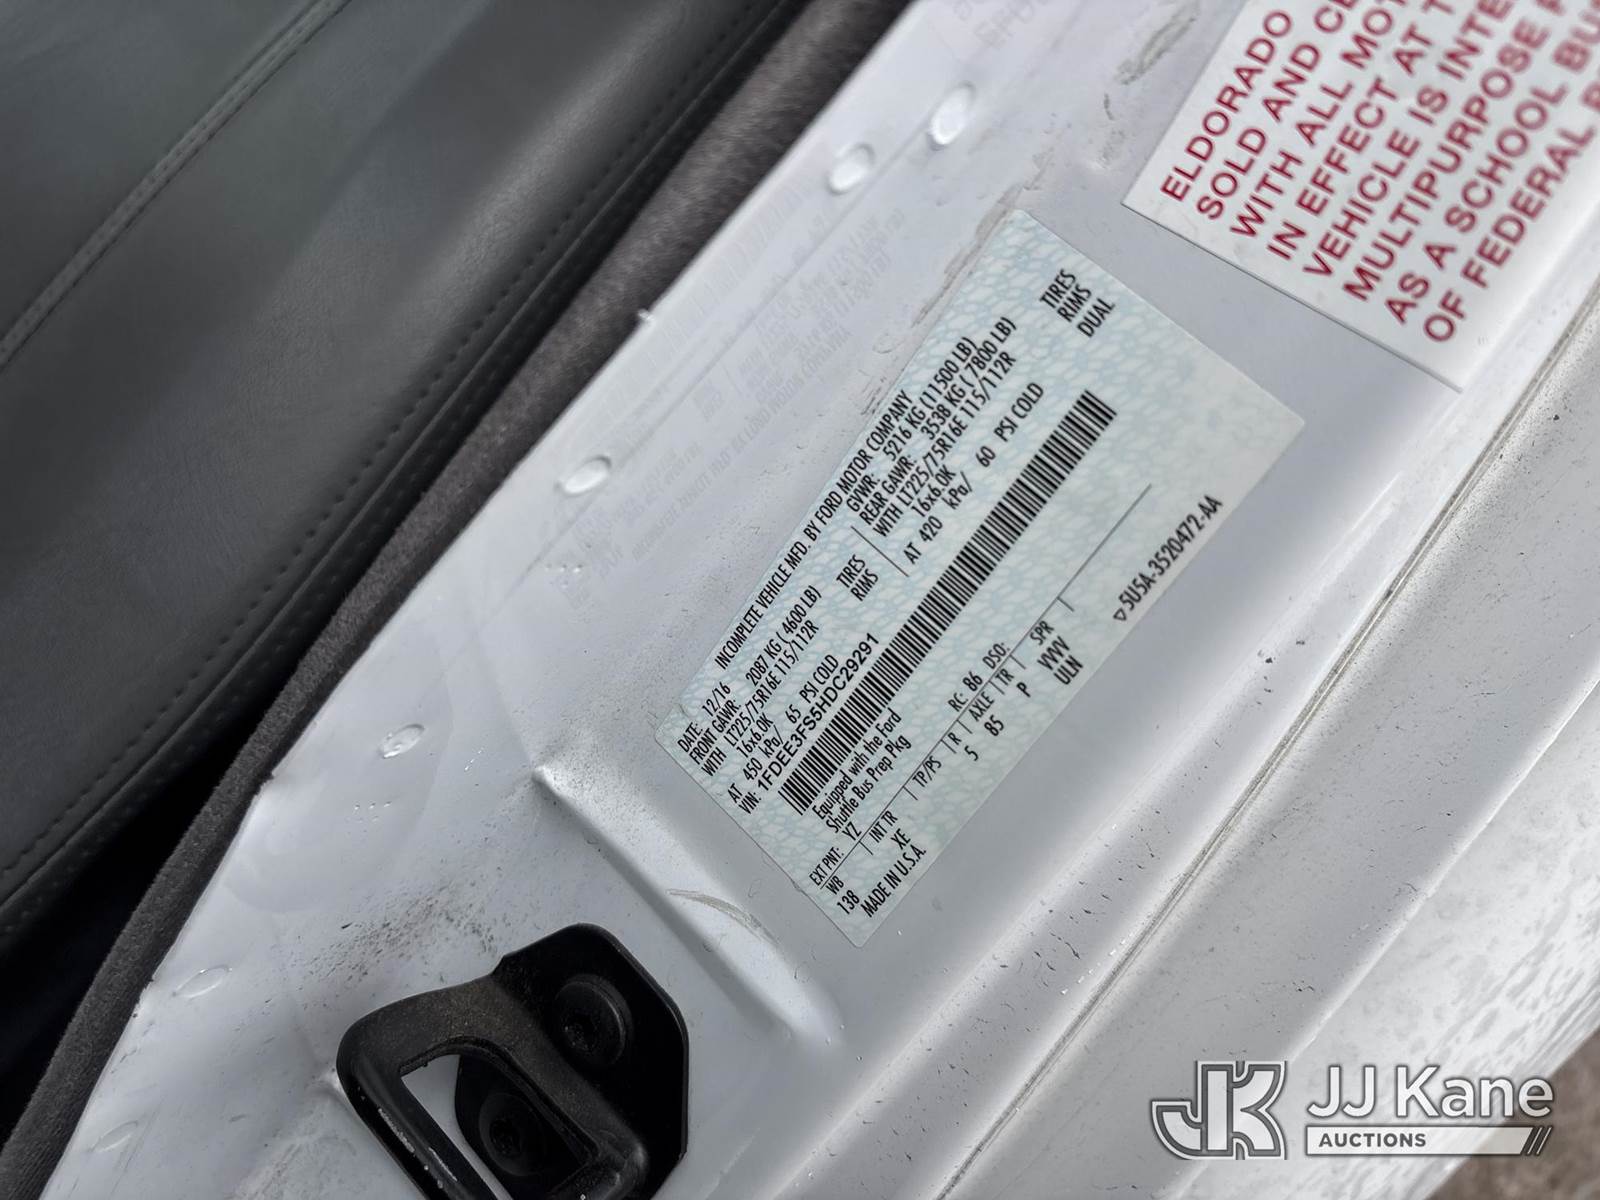 INCOMPLETE VEHICLE MFD. BY FORD MOTOR COMPANY
DATE: 12/16 GVWR: 5216 KG (11500 LB)
FRONT GAWR: 2087 KG ( 4600 LB) REAR GAWR: 3538 KG ( 7800 LB)
WITH LT225/75R16E 115/112R TIRES WITH LT225/75R16E 115/112R TIRES
16x6.0K RIMS 16x6.0K RIMS
AT 450 kPa/ 65 PSI COLD AT 420 kPa/ 60 PSI COLD DUAL
VIN: 1FDEE3FS5HDC29291
Equipped with the Ford
Shuttle Bus Prep Pkg
EXT PNT: YZ RC: 86 DSO:
WB INT TR TP/PS R AXLE TR SPR
138 XE 5 85 P VVVV
MADE IN U.S.A. ULN
▽5U5A-3520472-AA
ELDORADO
SOLD AND CE
WITH ALL MOT
IN EFFECT AT T
VEHICLE IS INTE
MULTIPURPOSE P
AS A SCHOOL BU
OF FEDERAL
JK JJ Kane
AUCTIONS